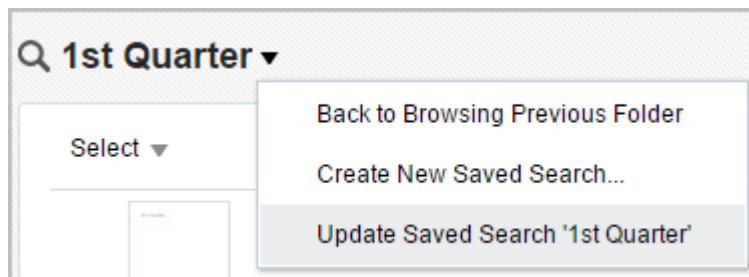 1st Quarter
Back to Browsing Previous Folder
Select
Create New Saved Search...
Update Saved Search '1st Quarter'